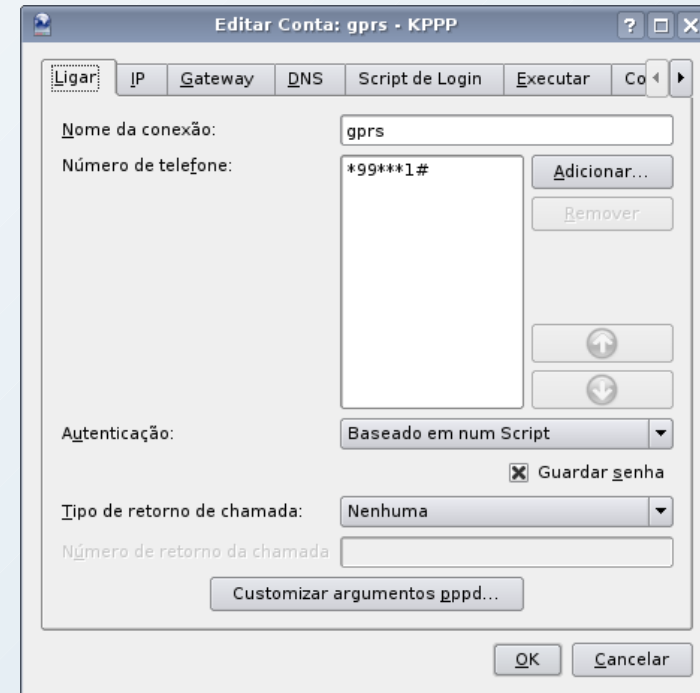 Editar Conta: gprs - KPPP
Ligar IP Gateway DNS Script de Login Executar Co
Nome da conexão: gprs
Número de telefone: *99***1# Adicionar...
Remover
Autenticação: Baseado em num Script
Guardar senha
Tipo de retorno de chamada: Nenhuma
Número de retorno da chamada
Customizar argumentos pppd...
OK Cancelar